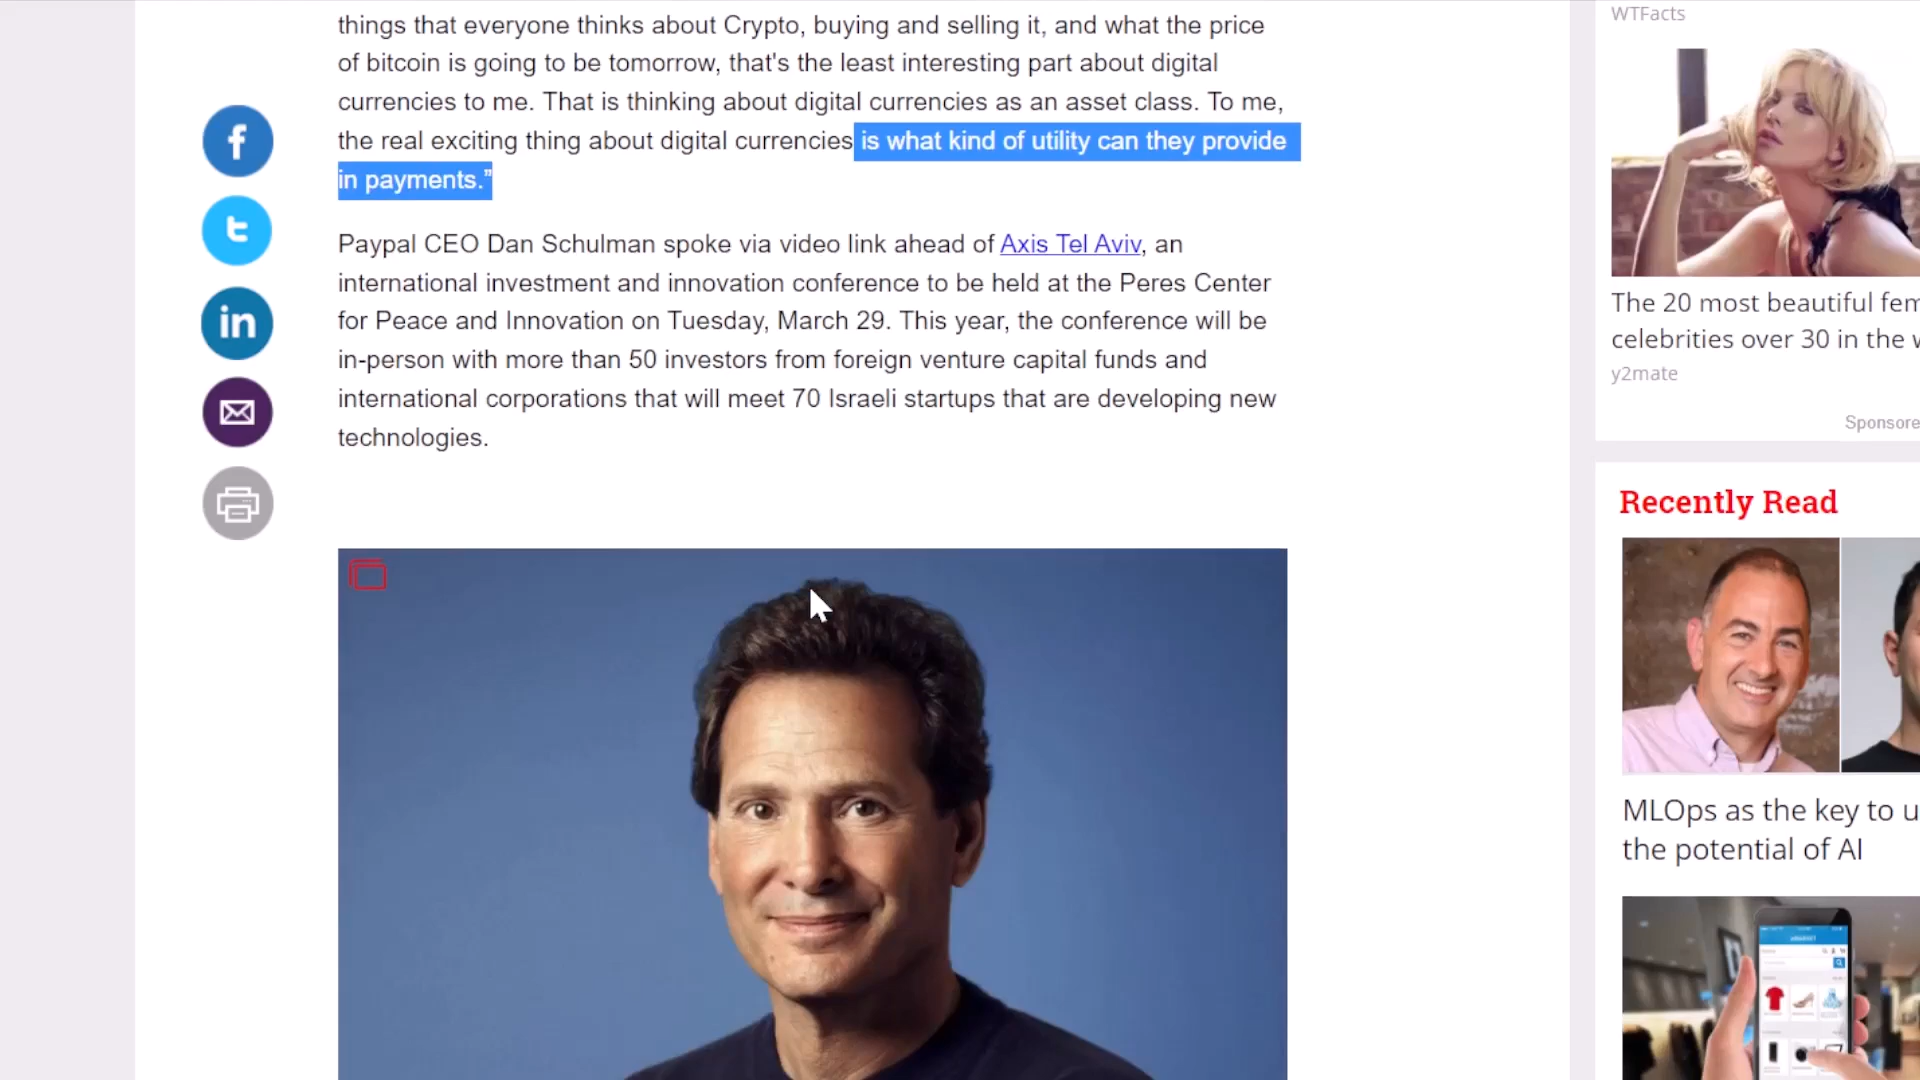 things that everyone thinks about Crypto, buying and selling it, and what the price
of bitcoin is going to be tomorrow, that's the least interesting part about digital
currencies to me. That is thinking about digital currencies as an asset class. To me,
the real exciting thing about digital currencies is what kind of utility can they provide
in payments.”
Paypal CEO Dan Schulman spoke via video link ahead of Axis Tel Aviv, an
international investment and innovation conference to be held at the Peres Center
for Peace and Innovation on Tuesday, March 29. This year, the conference will be
in-person with more than 50 investors from foreign venture capital funds and
international corporations that will meet 70 Israeli startups that are developing new
technologies.
WTFacts
The 20 most beautiful fem
celebrities over 30 in the w
y2mate
Sponsore
Recently Read
MLOps as the key to u
the potential of AI